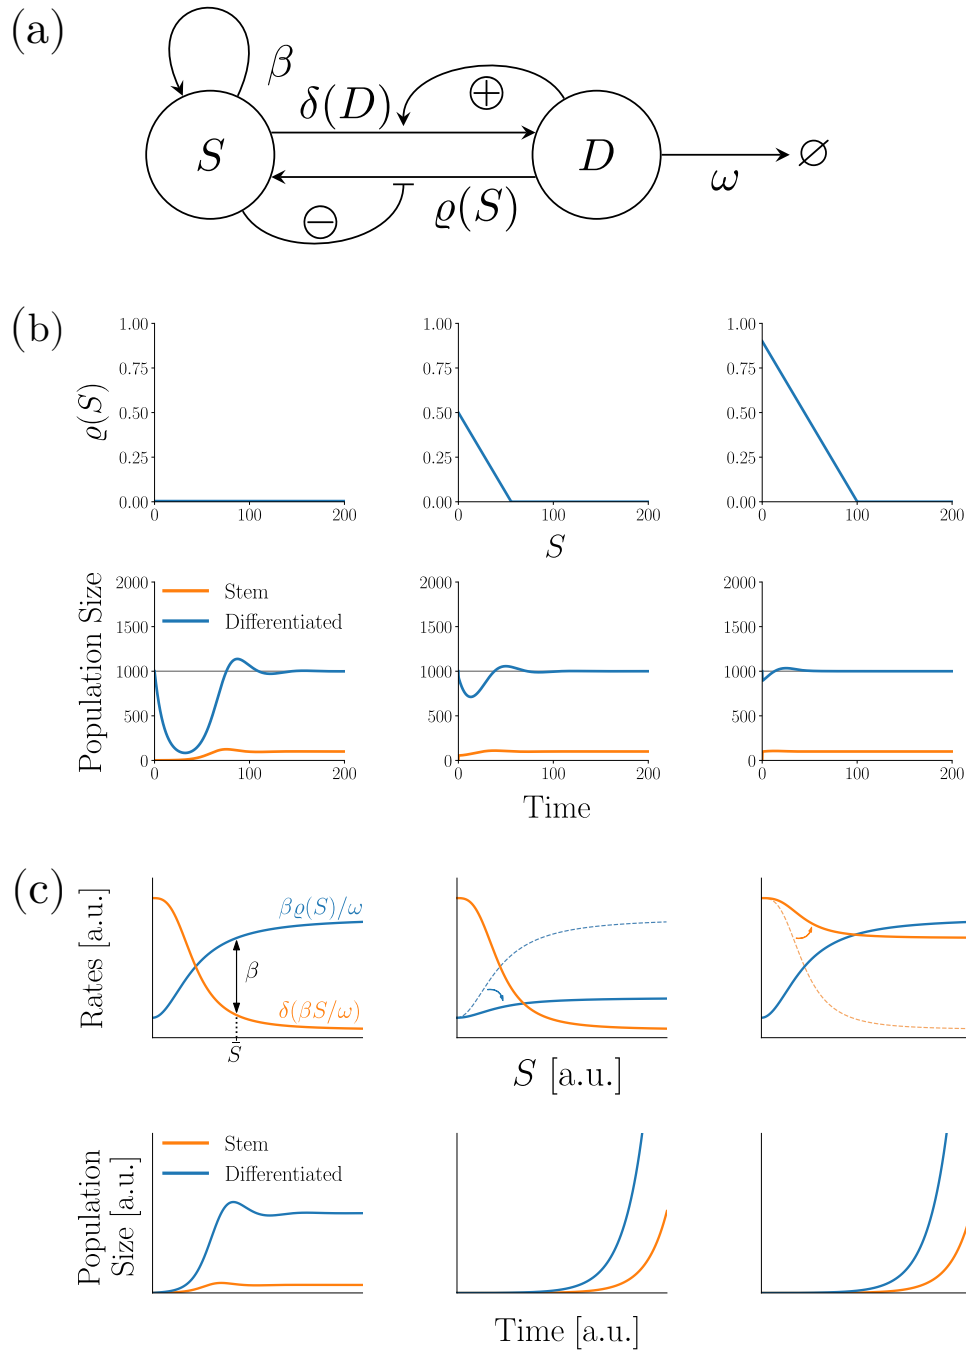 (a)
β
δ(D)
+
S
D
∅
ω
−
ϱ(S)
(b)
ϱ(S)
1.00
0.75
0.50
0.25
0.00
0 100 200
1.00
0.75
0.50
0.25
0.00
0 100 200
1.00
0.75
0.50
0.25
0.00
0 100 200
S
Population Size
2000
1500
1000
500
0
0 100 200
Stem
Differentiated
2000
1500
1000
500
0
0 100 200
2000
1500
1000
500
0
0 100 200
Time
(c)
Rates [a.u.]
βϱ(S)/ω
β
δ(βS/ω)
S̄
S [a.u.]
Population
Size [a.u.]
Stem
Differentiated
Time [a.u.]